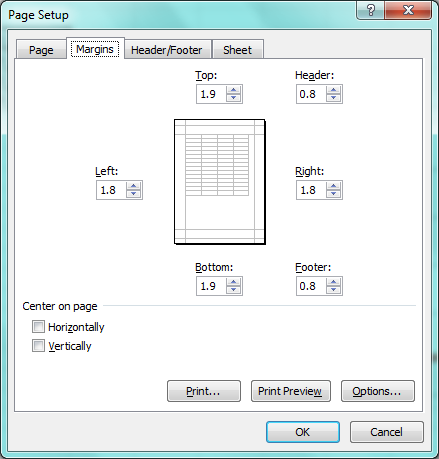 Page Setup
Page Margins Header/Footer Sheet
Top: Header:
1.9 0.8
Left: Right:
1.8 1.8
Bottom: Footer:
1.9 0.8
Center on page
Horizontally
Vertically
Print... Print Preview Options...
OK Cancel